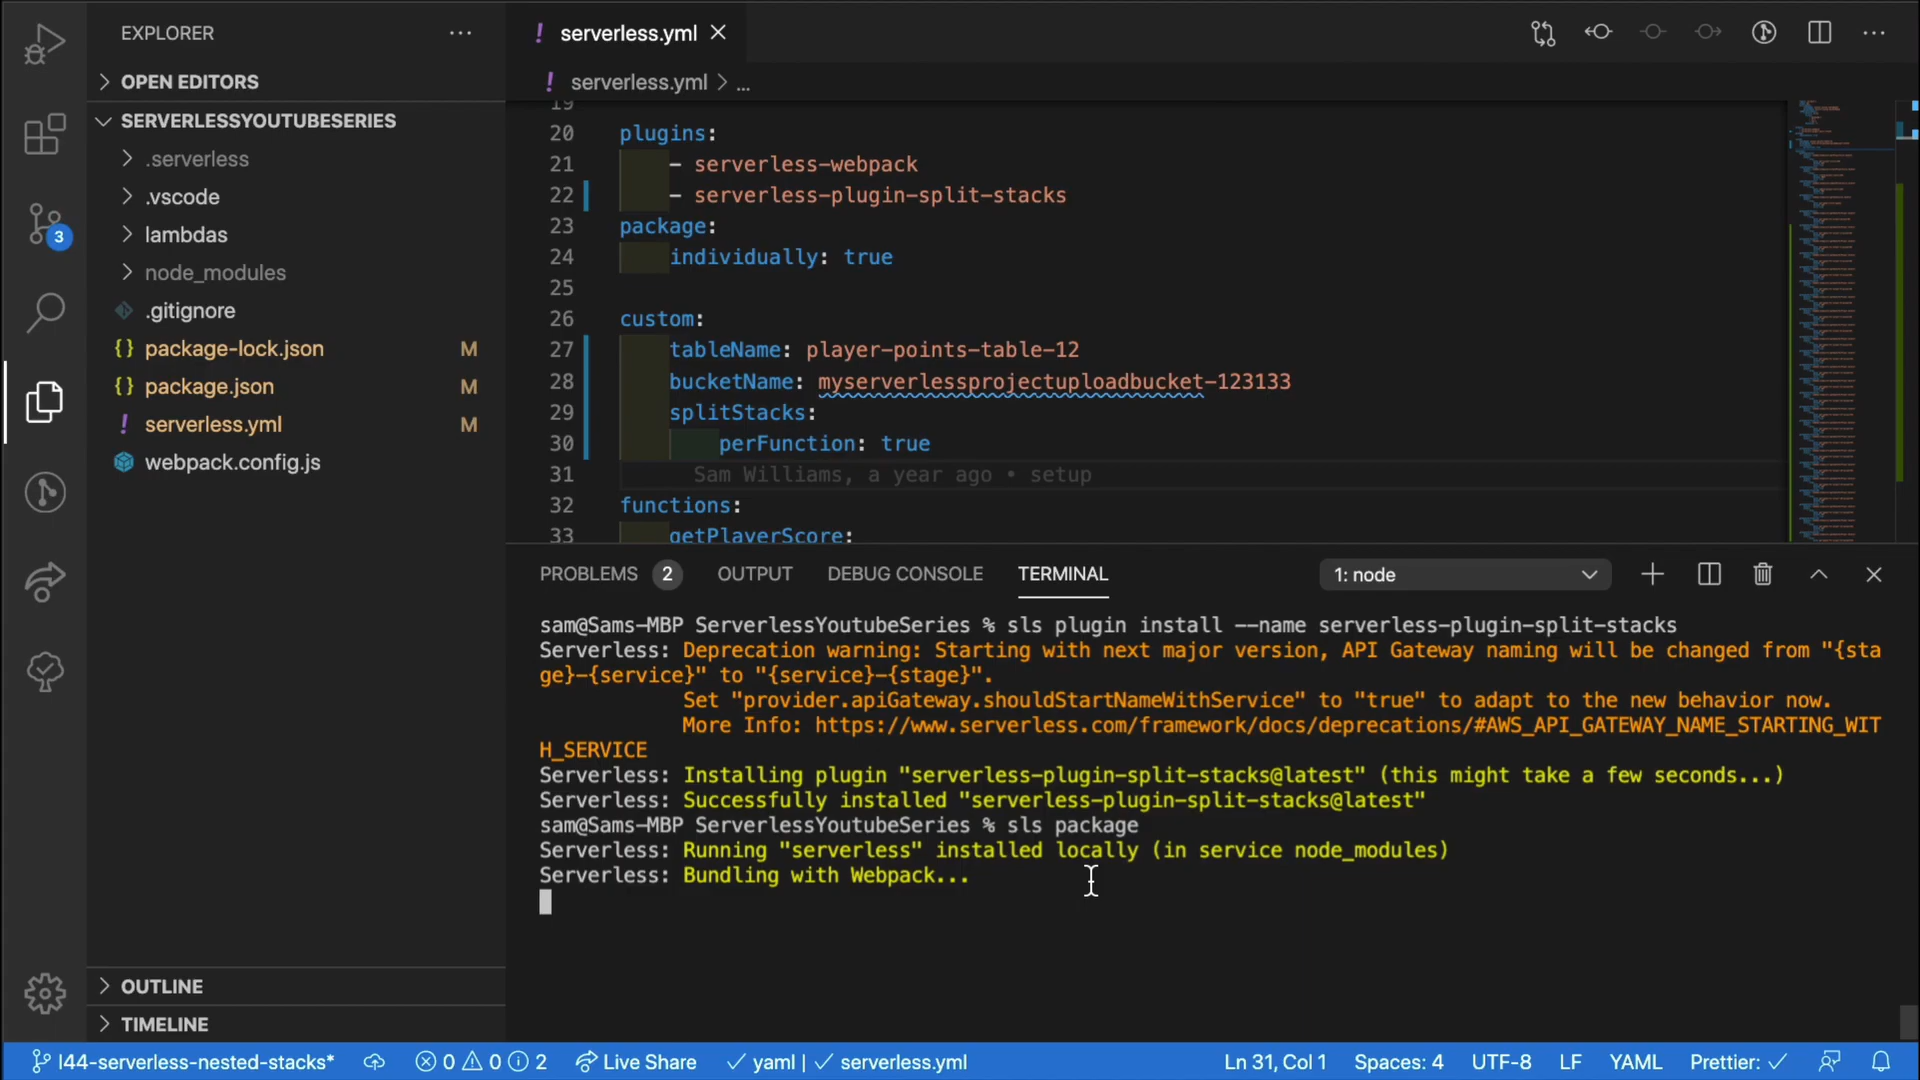 EXPLORER
OPEN EDITORS
SERVERLESSYOUTUBESERIES
.serverless
.vscode
lambdas
node_modules
.gitignore
{} package-lock.json M
{} package.json M
! serverless.yml M
webpack.config.js
OUTLINE
TIMELINE
3
! serverless.yml
! serverless.yml > ...
19
20 plugins:
21 - serverless-webpack
22 - serverless-plugin-split-stacks
23 package:
24 individually: true
25
26 custom:
27 tableName: player-points-table-12
28 bucketName: myserverlessprojectuploadbucket-123133
29 splitStacks:
30 perFunction: true
31 Sam Williams, a year ago • setup
32 functions:
33 getPlayerScore:
PROBLEMS 2 OUTPUT DEBUG CONSOLE TERMINAL 1: node
sam@Sams-MBP ServerlessYoutubeSeries % sls plugin install --name serverless-plugin-split-stacks
Serverless: Deprecation warning: Starting with next major version, API Gateway naming will be changed from "{sta
ge}-{service}" to "{service}-{stage}".
Set "provider.apiGateway.shouldStartNameWithService" to "true" to adapt to the new behavior now.
More Info: https://www.serverless.com/framework/docs/deprecations/#AWS_API_GATEWAY_NAME_STARTING_WIT
H_SERVICE
Serverless: Installing plugin "serverless-plugin-split-stacks@latest" (this might take a few seconds...)
Serverless: Successfully installed "serverless-plugin-split-stacks@latest"
sam@Sams-MBP ServerlessYoutubeSeries % sls package
Serverless: Running "serverless" installed locally (in service node_modules)
Serverless: Bundling with Webpack...
l44-serverless-nested-stacks* 0 0 2 Live Share yaml | serverless.yml Ln 31, Col 1 Spaces: 4 UTF-8 LF YAML Prettier: